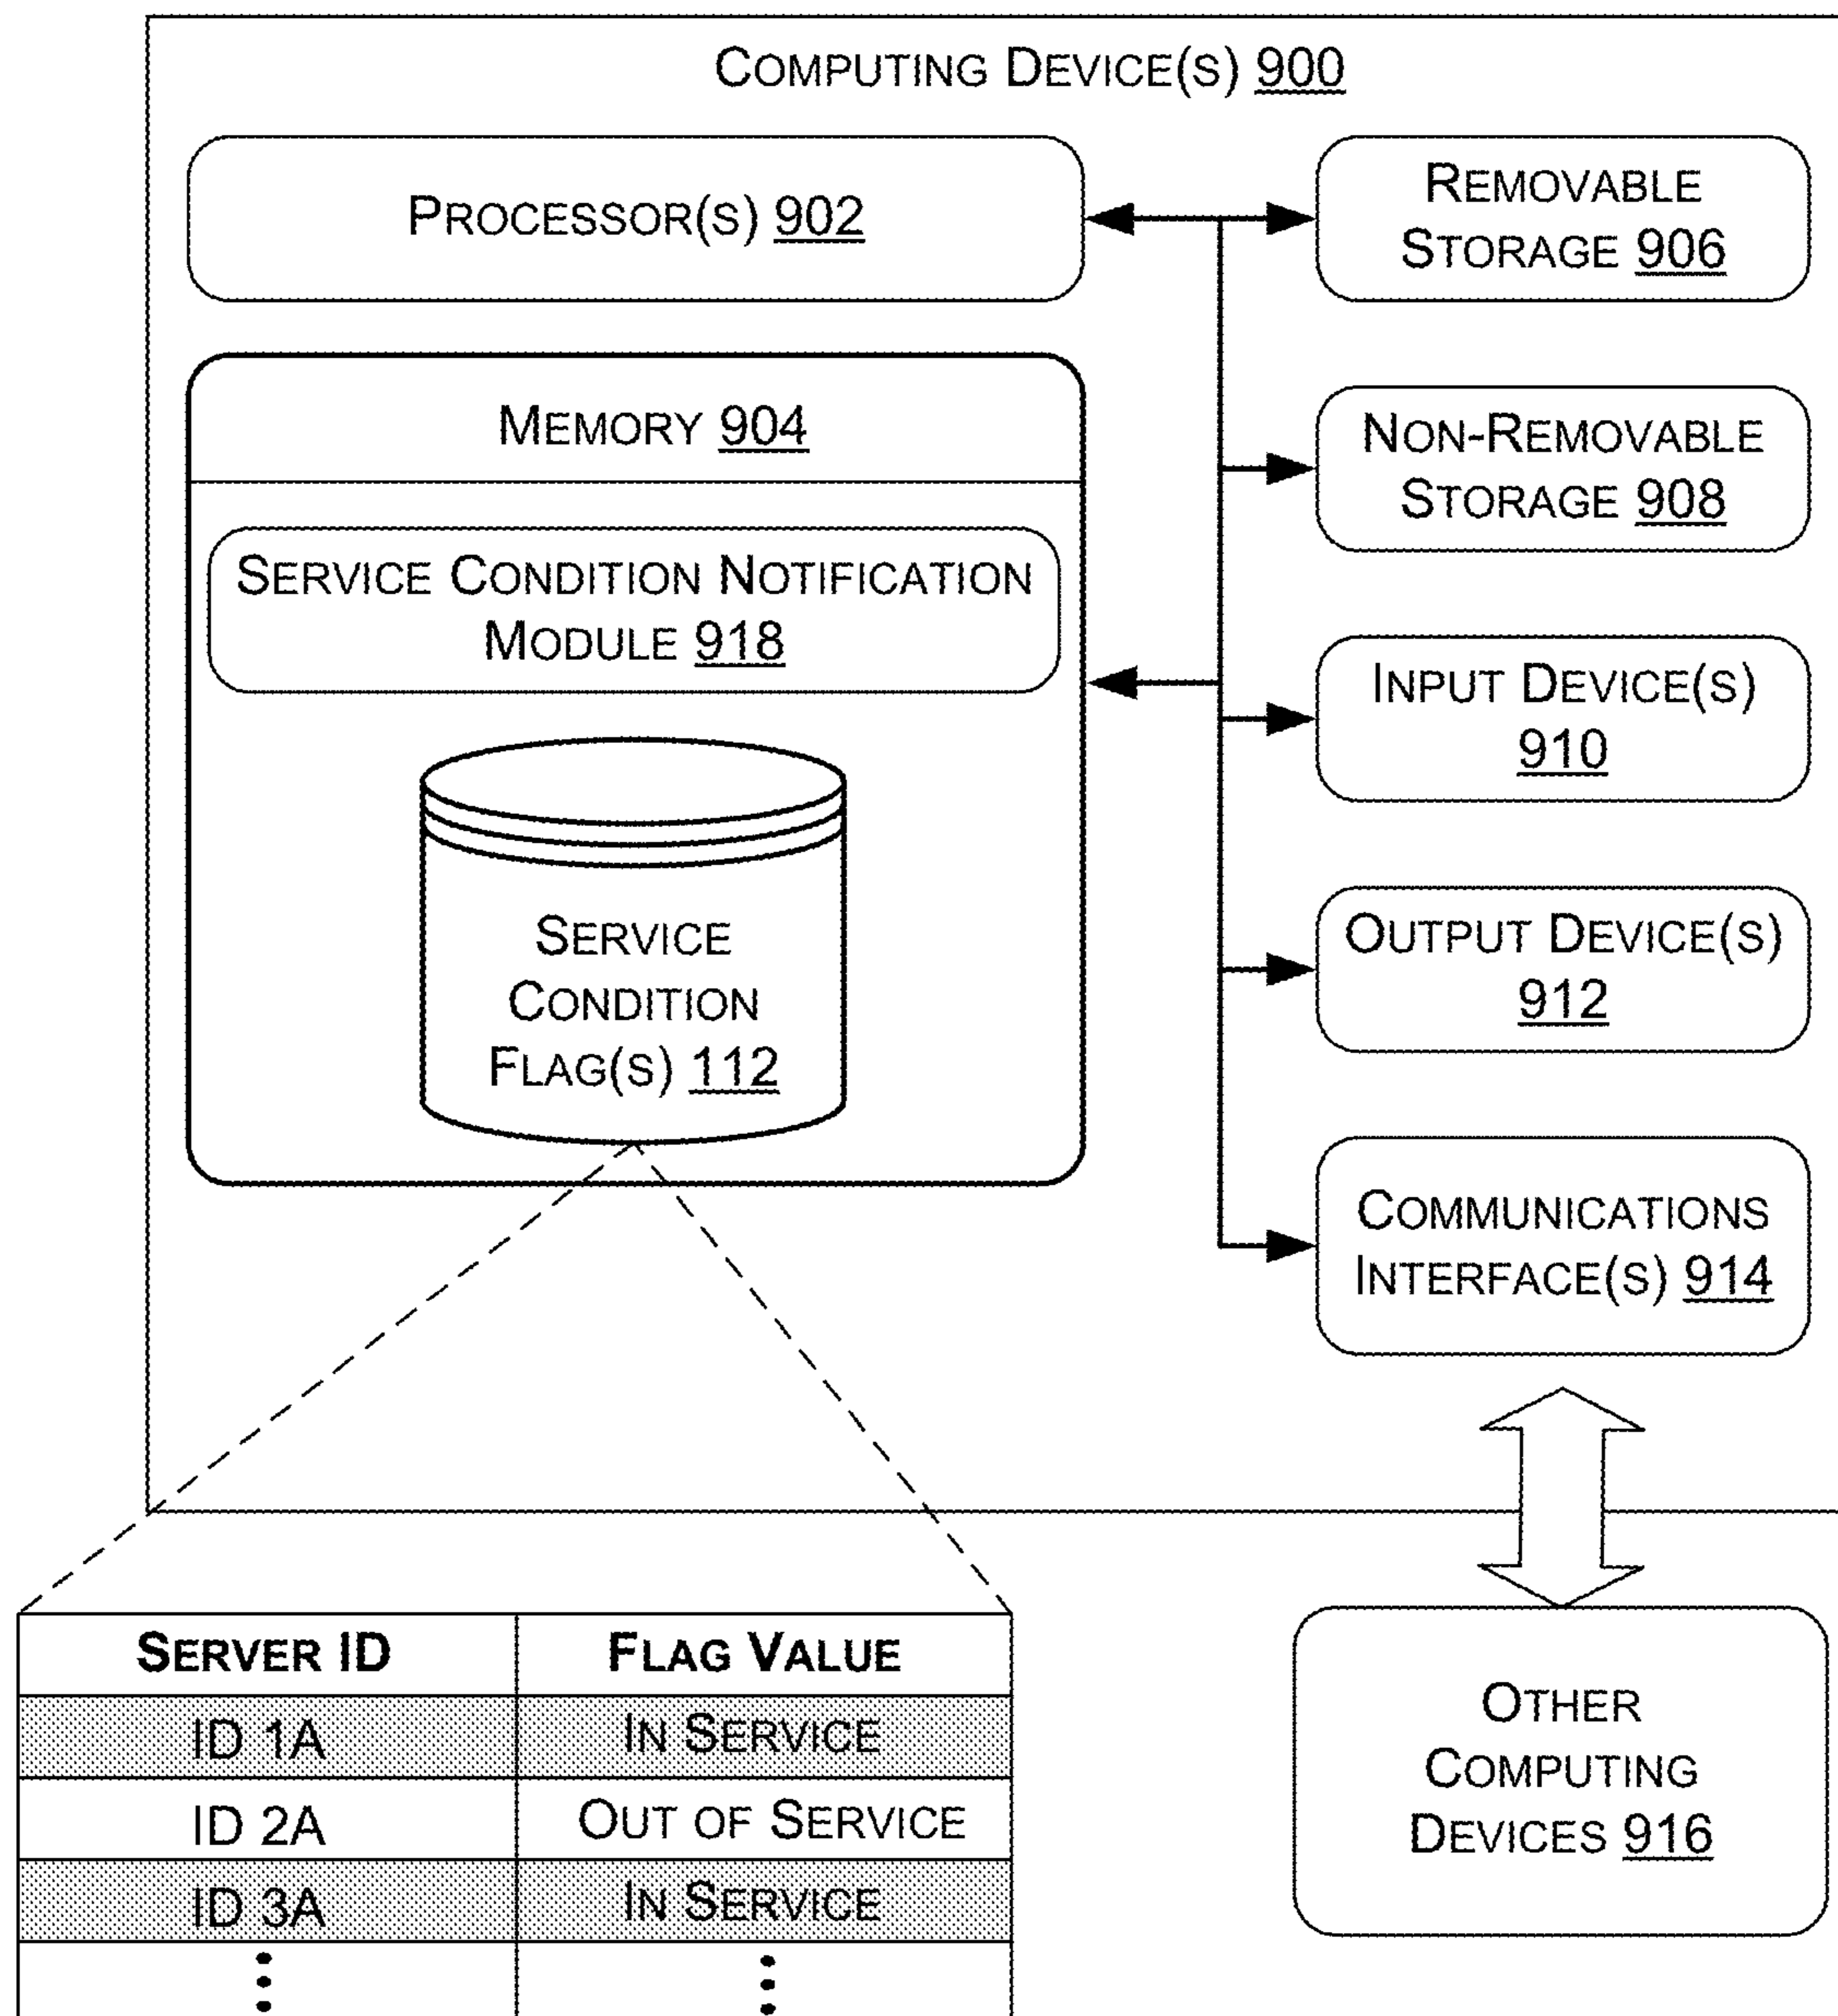 COMPUTING DEVICE(S) 900
PROCESSOR(S) 902
REMOVABLE
STORAGE 906
MEMORY 904
NON-REMOVABLE
STORAGE 908
SERVICE CONDITION NOTIFICATION
MODULE 918
INPUT DEVICE(S)
910
SERVICE
CONDITION
FLAG(S) 112
OUTPUT DEVICE(S)
912
COMMUNICATIONS
INTERFACE(S) 914
SERVER ID FLAG VALUE
ID 1A IN SERVICE
ID 2A OUT OF SERVICE
ID 3A IN SERVICE
OTHER
COMPUTING
DEVICES 916